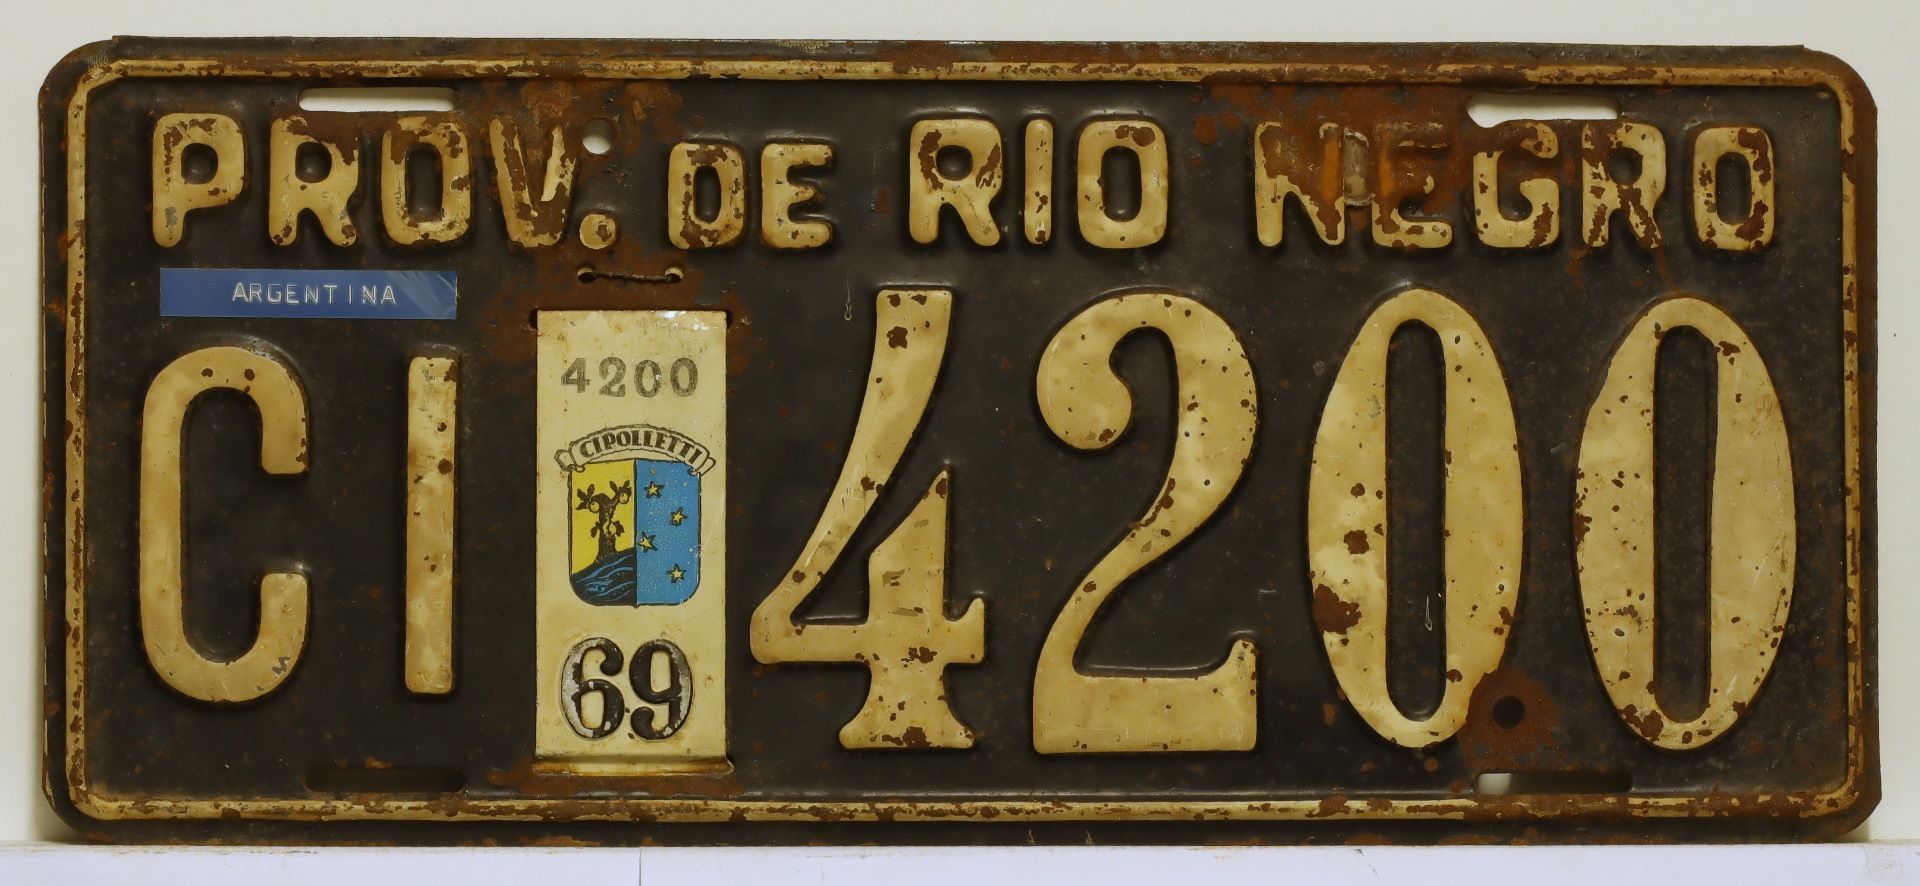 PROV. DE RIO NEGRO
ARGENTINA
CI 4200
4200
CIPOLLETTI
69